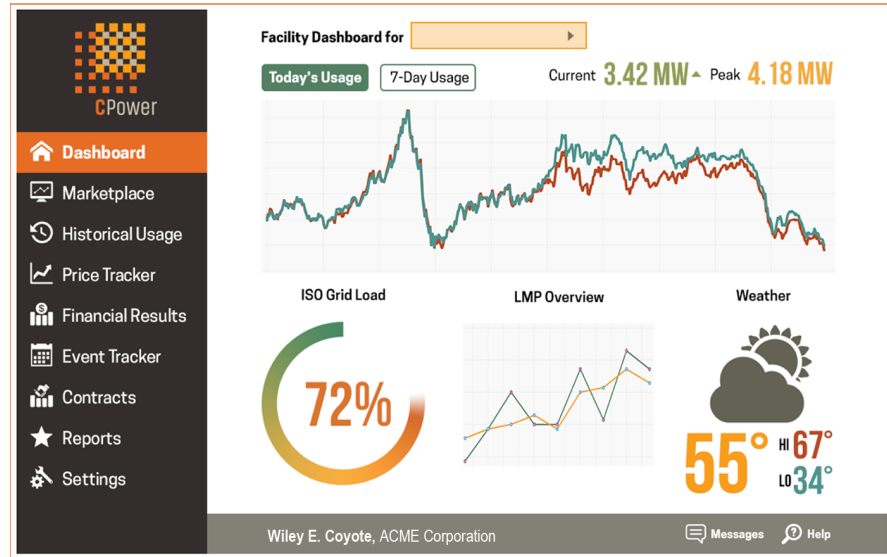 CPower
Dashboard
Marketplace
Historical Usage
Price Tracker
Financial Results
Event Tracker
Contracts
Reports
Settings
Facility Dashboard for
Today's Usage 7-Day Usage Current 3.42 MW Peak 4.18 MW
ISO Grid Load
72%
LMP Overview
Weather
55° HI 67°
LO 34°
Wiley E. Coyote, ACME Corporation Messages Help